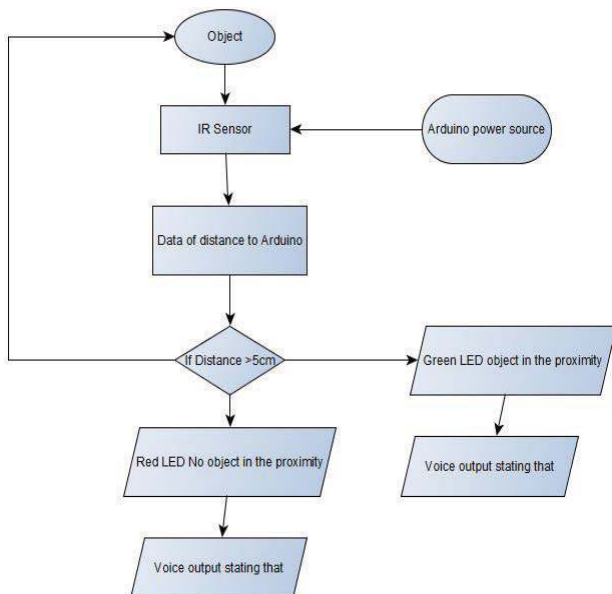 Object
IR Sensor
Arduino power source
Data of distance to Arduino
If Distance >5cm
Green LED object in the proximity
Red LED No object in the proximity
Voice output stating that
Voice output stating that